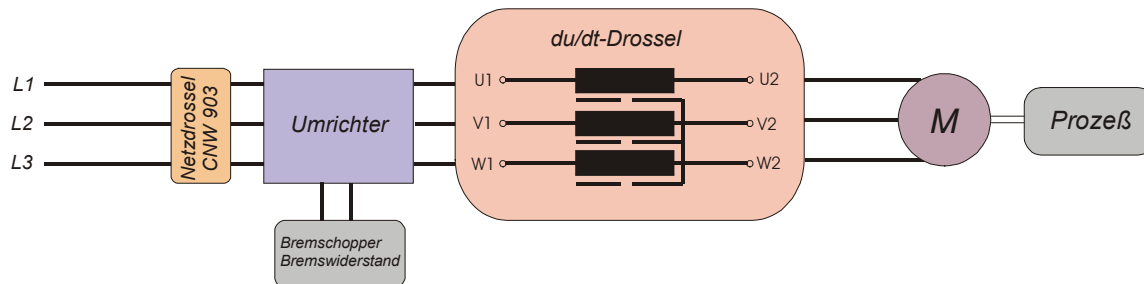 du/dt-Drossel
L1
L2
L3
Netzdrossel
CNW 903
Umrichter
U1
U2
V1
V2
W1
W2
M
Prozeß
Bremschopper
Bremswiderstand